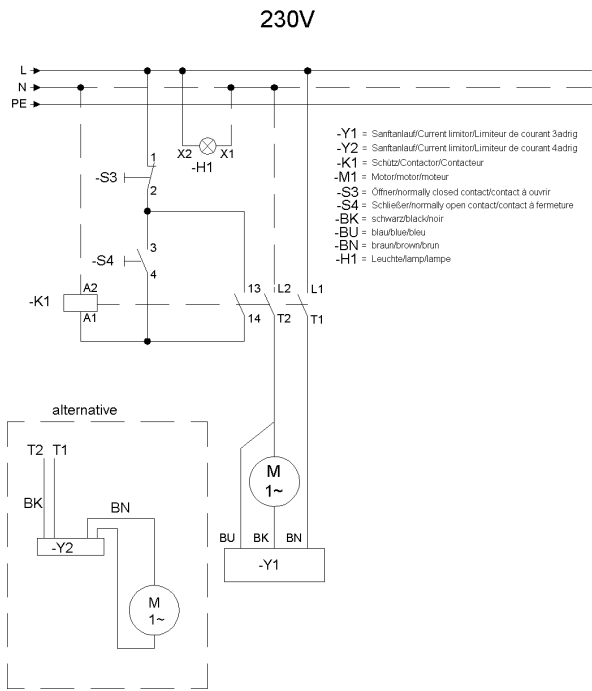 230V
L
N
PE
X2 X1
-H1
-Y1 = Sanftanlauf/Current limitor/Limiteur de courant 3adrig
-Y2 = Sanftanlauf/Current limitor/Limiteur de courant 4adrig
-K1 = Schütz/Contactor/Contacteur
-M1 = Motor/motor/moteur
-S3 = Öffner/normally closed contact/contact à ouvrir
-S4 = Schließer/normally open contact/contact à fermeture
-BK = schwarz/black/noir
-BU = blau/blue/bleu
-BN = braun/brown/brun
-H1 = Leuchte/lamp/lampe
1
-S3
2
3
-S4
4
-K1
A2
A1
13 L2 L1
14 T2 T1
alternative
T2 T1
BK
BN
-Y2
M
1~
M
1~
BU BK BN
-Y1